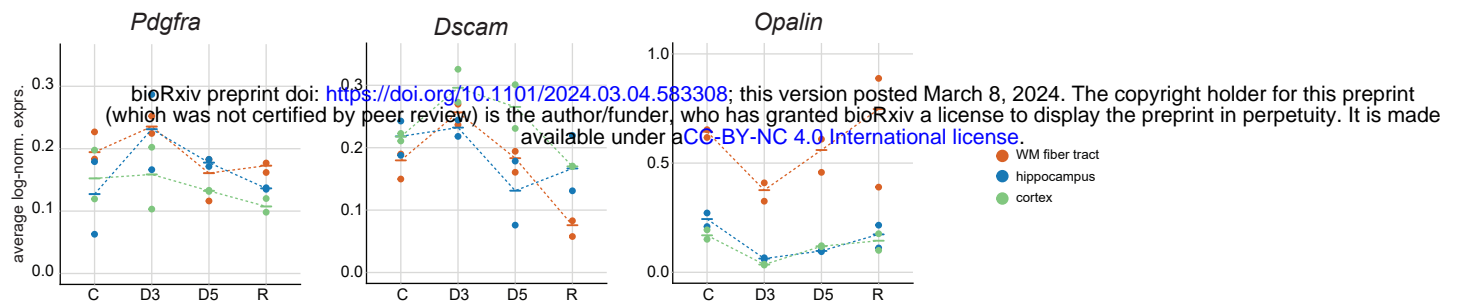 Pdgfra
Dscam
Opalin
average log-norm. exprs.
0.3
0.2
0.1
0.0
C D3 D5 R
0.3
0.2
0.1
0.0
C D3 D5 R
1.0
0.5
0.0
C D3 D5 R
WM fiber tract
hippocampus
cortex
bioRxiv preprint doi: https://doi.org/10.1101/2024.03.04.583308; this version posted March 8, 2024. The copyright holder for this preprint
(which was not certified by peer review) is the author/funder, who has granted bioRxiv a license to display the preprint in perpetuity. It is made
available under aCC-BY-NC 4.0 International license.